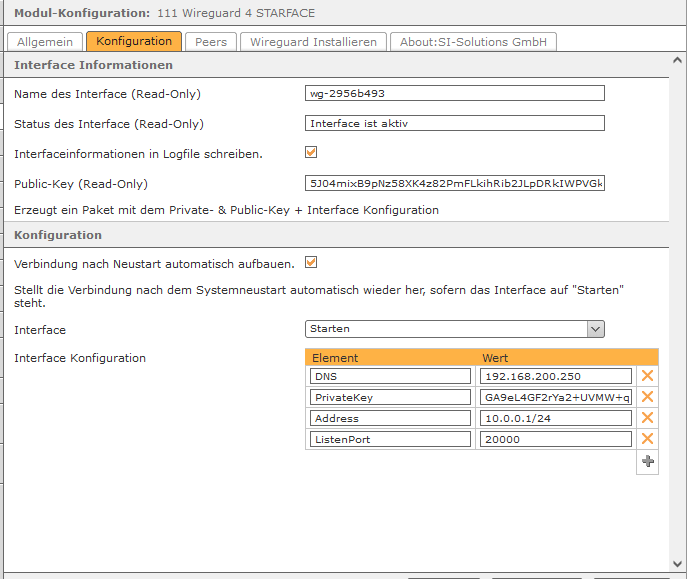 Modul-Konfiguration: 111 Wireguard 4 STARFACE
Allgemein Konfiguration Peers Wireguard Installieren About:SI-Solutions GmbH
Interface Informationen
Name des Interface (Read-Only) wg-2956b493
Status des Interface (Read-Only) Interface ist aktiv
Interfaceinformationen in Logfile schreiben.
Public-Key (Read-Only) 5J04mixB9pNz58XK4z82PmFLkihRib2JLpDRkIWPVGk
Erzeugt ein Paket mit dem Private- & Public-Key + Interface Konfiguration
Konfiguration
Verbindung nach Neustart automatisch aufbauen.
Stellt die Verbindung nach dem Systemneustart automatisch wieder her, sofern das Interface auf "Starten"
steht.
Interface Starten
Interface Konfiguration Element Wert
DNS 192.168.200.250
PrivateKey GA9eL4GF2rYa2+UVMW+q
Address 10.0.0.1/24
ListenPort 20000